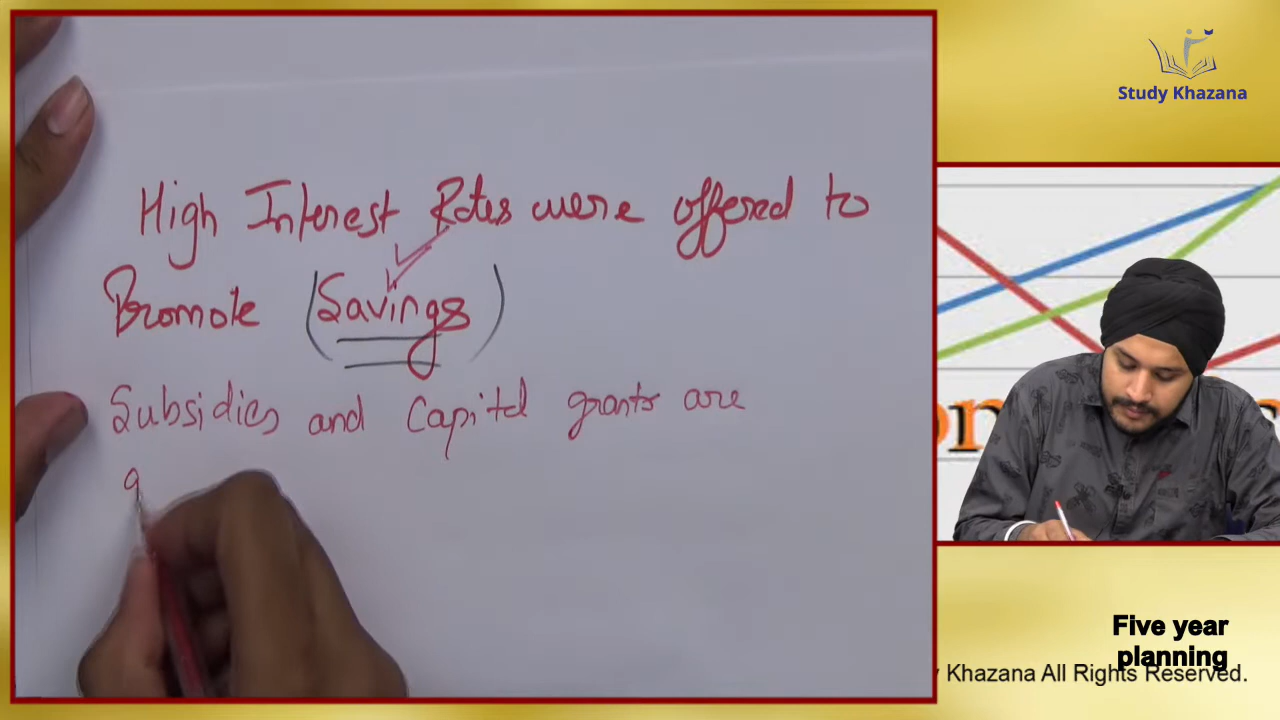 High Interest Rates were offered to
Promote (Savings)
Subsidies and Capital grants are
g
Study Khazana
Five year
planning
y Khazana All Rights Reserved.